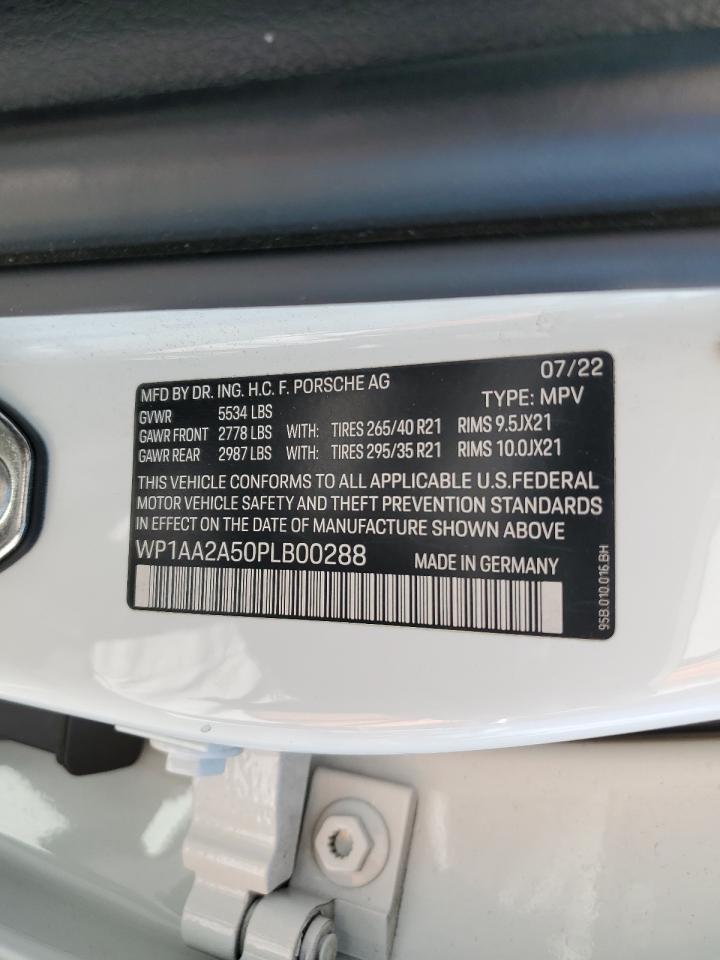 MFD BY DR. ING. H.C. F. PORSCHE AG 07/22
GVWR 5534 LBS TYPE: MPV
GAWR FRONT 2778 LBS WITH: TIRES 265/40 R21 RIMS 9.5JX21
GAWR REAR 2987 LBS WITH: TIRES 295/35 R21 RIMS 10.0JX21
THIS VEHICLE CONFORMS TO ALL APPLICABLE U.S.FEDERAL
MOTOR VEHICLE SAFETY AND THEFT PREVENTION STANDARDS
IN EFFECT ON THE DATE OF MANUFACTURE SHOWN ABOVE
WP1AA2A50PLB00288 MADE IN GERMANY
95B.010.016.BH